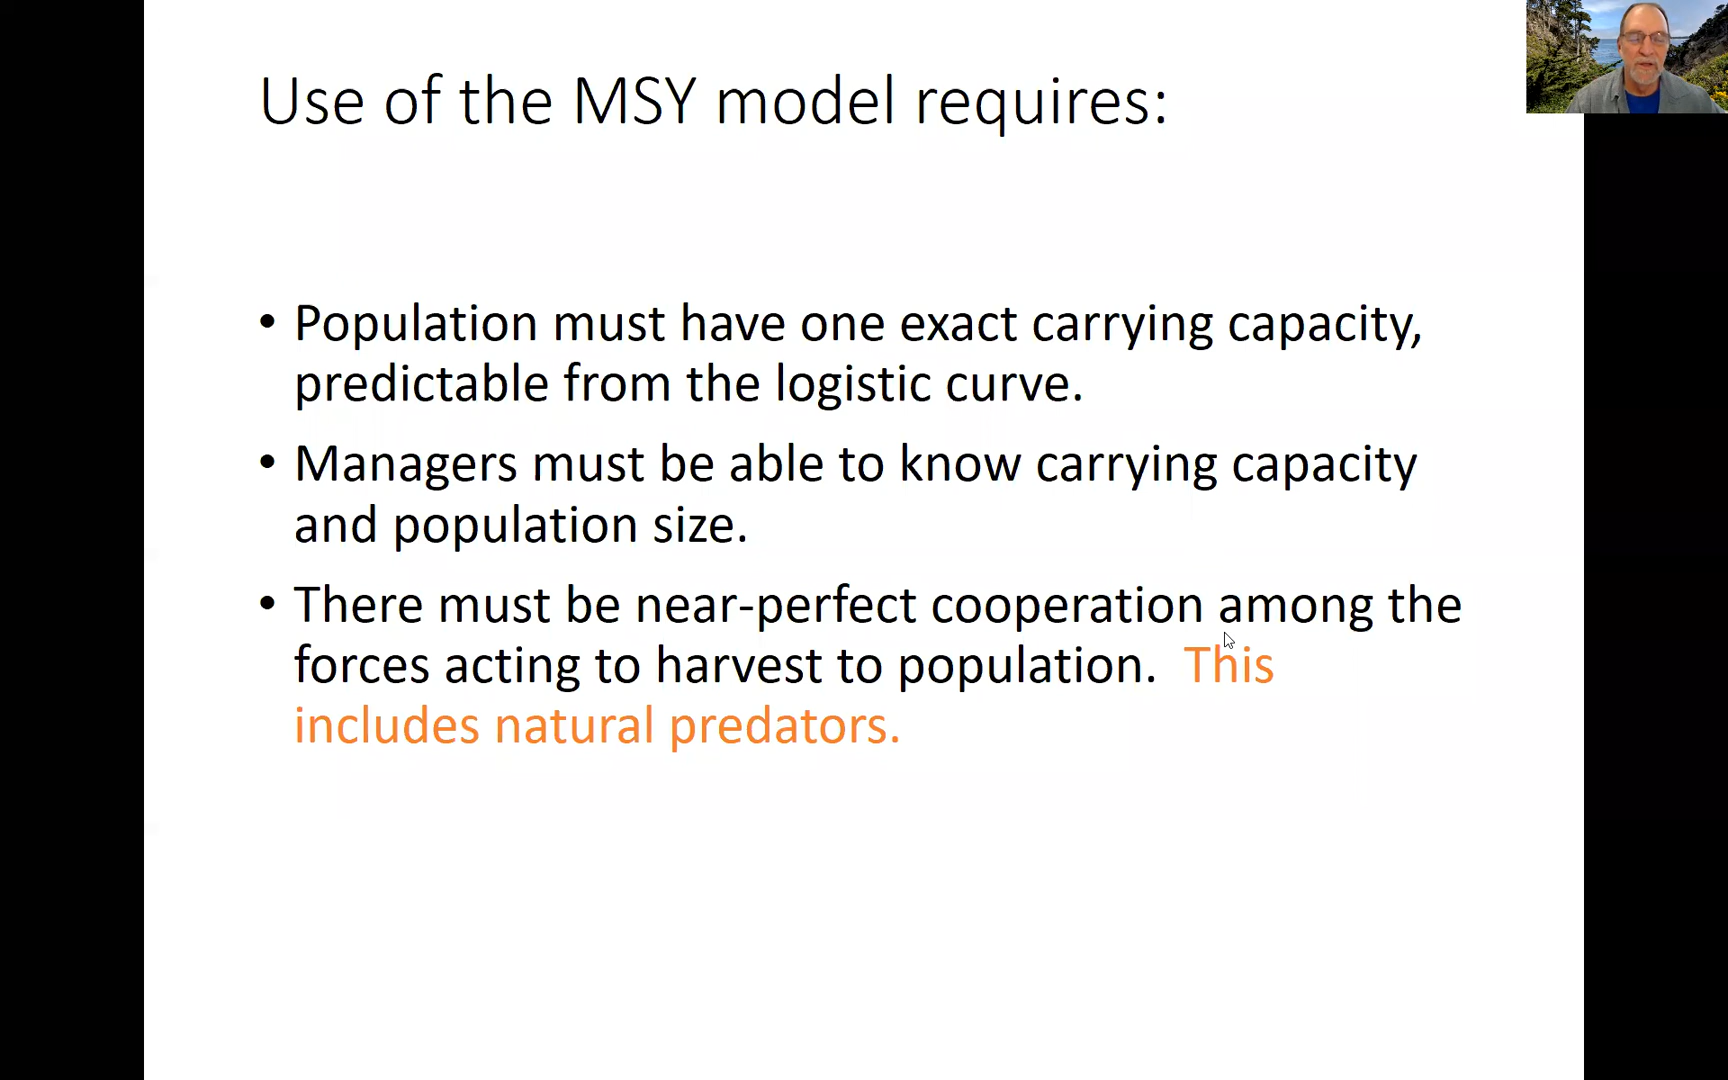 Use of the MSY model requires:
• Population must have one exact carrying capacity,
predictable from the logistic curve.
• Managers must be able to know carrying capacity
and population size.
• There must be near-perfect cooperation among the
forces acting to harvest to population.  This
includes natural predators.